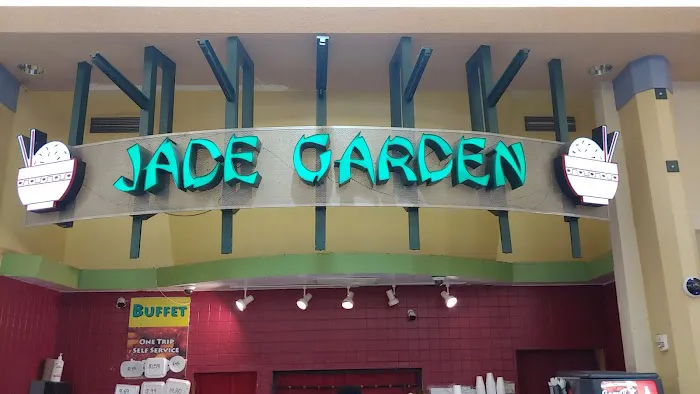 JADE GARDEN
BUFFET
ONE TRIP
SELF SERVICE